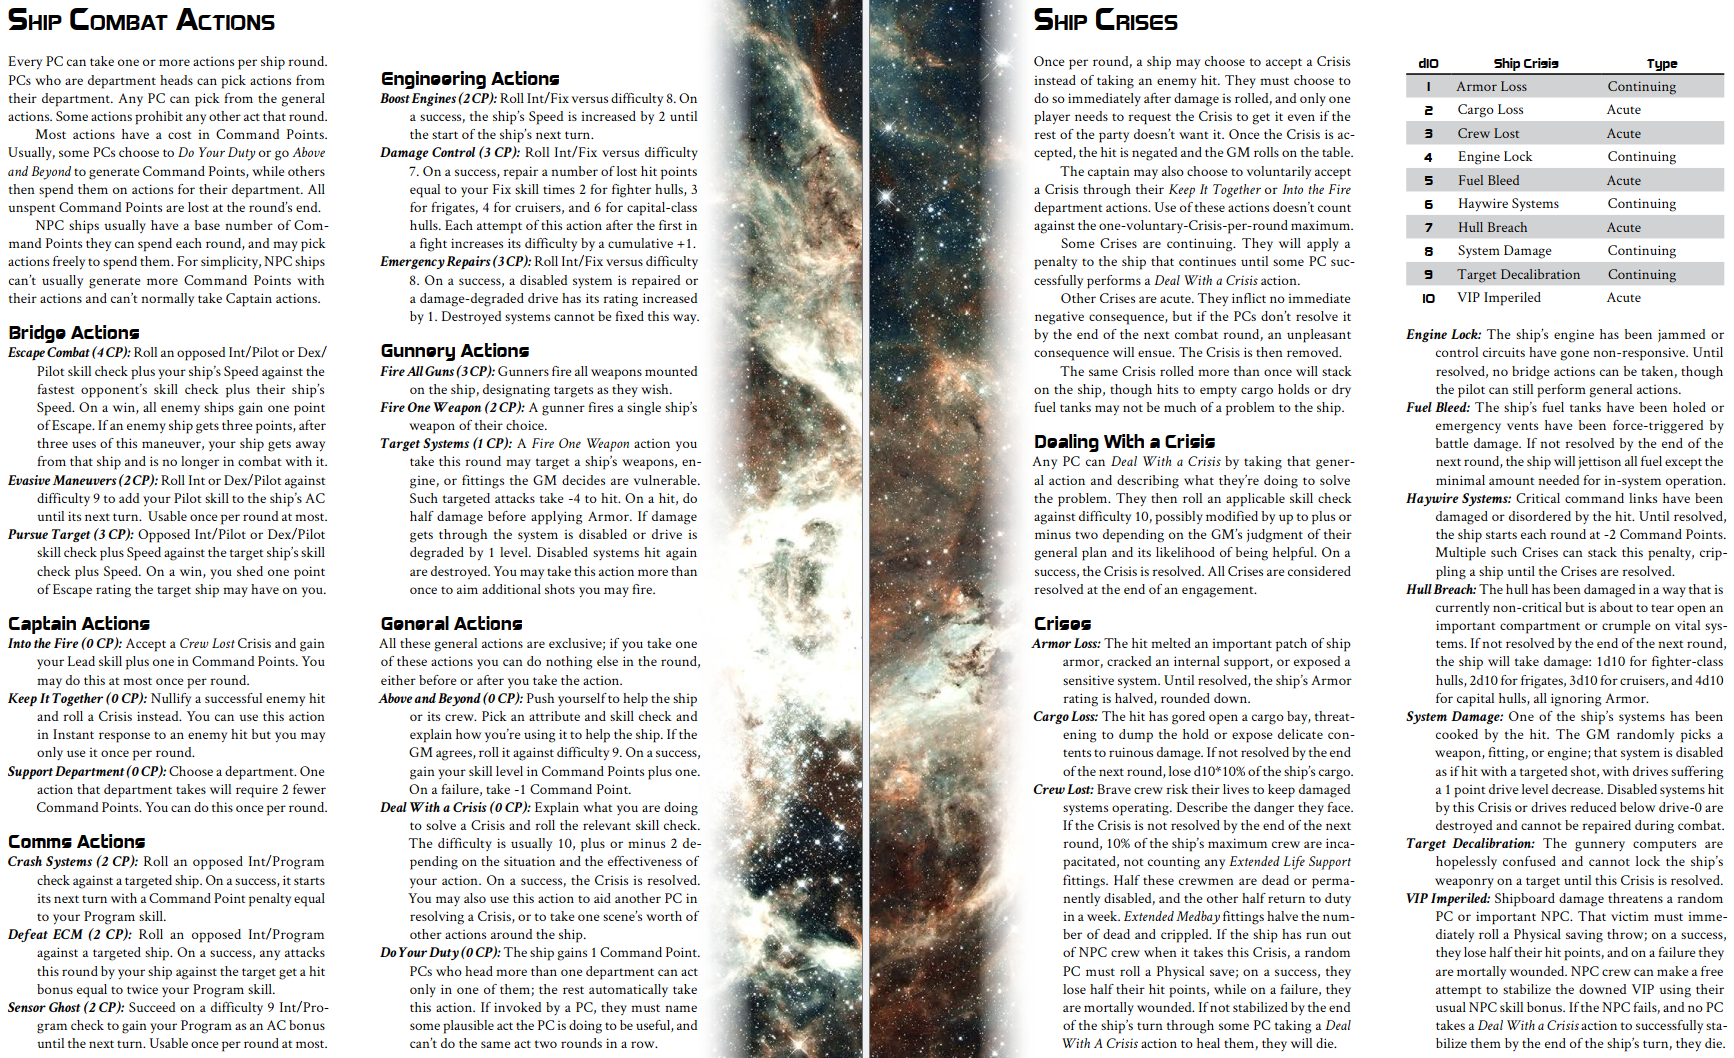 SHIP COMBAT ACTIONS
Every PC can take one or more actions per ship round.
PCs who are department heads can pick actions from
their department. Any PC can pick from the general
actions. Some actions prohibit any other act that round.
Most actions have a cost in Command Points.
Usually, some PCs choose to Do Your Duty or go Above
and Beyond to generate Command Points, while others
then spend them on actions for their department. All
unspent Command Points are lost at the round's end.
NPC ships usually have a base number of Com-
mand Points they can spend each round, and may pick
actions freely to spend them. For simplicity, NPC ships
can't usually generate more Command Points with
their actions and can't normally take Captain actions.
Bridge Actions
Escape Combat (4 CP): Roll an opposed Int/Pilot or Dex/
Pilot skill check plus your ship's Speed against the
fastest opponent's skill check plus their ship's
Speed. On a win, all enemy ships gain one point
of Escape. If an enemy ship gets three points, after
three uses of this maneuver, your ship gets away
from that ship and is no longer in combat with it.
Evasive Maneuvers (2 CP): Roll Int or Dex/Pilot against
difficulty 9 to add your Pilot skill to the ship's AC
until its next turn. Usable once per round at most.
Pursue Target (3 CP): Opposed Int/Pilot or Dex/Pilot
skill check plus Speed against the target ship's skill
check plus Speed. On a win, you shed one point
of Escape rating the target ship may have on you.
Captain Actions
Into the Fire (0 CP): Accept a Crew Lost Crisis and gain
your Lead skill plus one in Command Points. You
may do this at most once per round.
Keep It Together (0 CP): Nullify a successful enemy hit
and roll a Crisis instead. You can use this action
in Instant response to an enemy hit but you may
only use it once per round.
Support Department (0 CP): Choose a department. One
action that department takes will require 2 fewer
Command Points. You can do this once per round.
Comms Actions
Crash Systems (2 CP): Roll an opposed Int/Program
check against a targeted ship. On a success, it starts
its next turn with a Command Point penalty equal
to your Program skill.
Defeat ECM (2 CP): Roll an opposed Int/Program
against a targeted ship. On a success, any attacks
this round by your ship against the target get a hit
bonus equal to twice your Program skill.
Sensor Ghost (2 CP): Succeed on a difficulty 9 Int/Pro-
gram check to gain your Program as an AC bonus
until the next turn. Usable once per round at most.
Engineering Actions
Boost Engines (2 CP): Roll Int/Fix versus difficulty 8. On
a success, the ship's Speed is increased by 2 until
the start of the ship's next turn.
Damage Control (3 CP): Roll Int/Fix versus difficulty
7. On a success, repair a number of lost hit points
equal to your Fix skill times 2 for fighter hulls, 3
for frigates, 4 for cruisers, and 6 for capital-class
hulls. Each attempt of this action after the first in
a fight increases its difficulty by a cumulative +1.
Emergency Repairs (3 CP): Roll Int/Fix versus difficulty
8. On a success, a disabled system is repaired or
a damage-degraded drive has its rating increased
by 1. Destroyed systems cannot be fixed this way.
Gunnery Actions
Fire All Guns (3 CP): Gunners fire all weapons mounted
on the ship, designating targets as they wish.
Fire One Weapon (2 CP): A gunner fires a single ship's
weapon of their choice.
Target Systems (1 CP): A Fire One Weapon action you
take this round may target a ship's weapons, en-
gine, or fittings the GM decides are vulnerable.
Such targeted attacks take -4 to hit. On a hit, do
half damage before applying Armor. If damage
gets through the system is disabled or drive is
degraded by 1 level. Disabled systems hit again
are destroyed. You may take this action more than
once to aim additional shots you may fire.
General Actions
All these general actions are exclusive; if you take one
of these actions you can do nothing else in the round,
either before or after you take the action.
Above and Beyond (0 CP): Push yourself to help the ship
or its crew. Pick an attribute and skill check and
explain how you're using it to help the ship. If the
GM agrees, roll it against difficulty 9. On a success,
gain your skill level in Command Points plus one.
On a failure, take -1 Command Point.
Deal With a Crisis (0 CP): Explain what you are doing
to solve a Crisis and roll the relevant skill check.
The difficulty is usually 10, plus or minus 2 de-
pending on the situation and the effectiveness of
your action. On a success, the Crisis is resolved.
You may also use this action to aid another PC in
resolving a Crisis, or to take one scene's worth of
other actions around the ship.
Do Your Duty (0 CP): The ship gains 1 Command Point.
PCs who head more than one department can act
only in one of them; the rest automatically take
this action. If invoked by a PC, they must name
some plausible act the PC is doing to be useful, and
can't do the same act two rounds in a row.
SHIP CRISES
Once per round, a ship may choose to accept a Crisis
instead of taking an enemy hit. They must choose to
do so immediately after damage is rolled, and only one
player needs to request the Crisis to get it even if the
rest of the party doesn't want it. Once the Crisis is ac-
cepted, the hit is negated and the GM rolls on the table.
The captain may also choose to voluntarily accept
a Crisis through their Keep It Together or Into the Fire
department actions. Use of these actions doesn't count
against the one-voluntary-Crisis-per-round maximum.
Some Crises are continuing. They will apply a
penalty to the ship that continues until some PC suc-
cessfully performs a Deal With a Crisis action.
Other Crises are acute. They inflict no immediate
negative consequence, but if the PCs don't resolve it
by the end of the next combat round, an unpleasant
consequence will ensue. The Crisis is then removed.
The same Crisis rolled more than once will stack
on the ship, though hits to empty cargo holds or dry
fuel tanks may not be much of a problem to the ship.
Dealing With a Crisis
Any PC can Deal With a Crisis by taking that gener-
al action and describing what they're doing to solve
the problem. They then roll an applicable skill check
against difficulty 10, possibly modified by up to plus or
minus two depending on the GM's judgment of their
general plan and its likelihood of being helpful. On a
success, the Crisis is resolved. All Crises are considered
resolved at the end of an engagement.
Crises
Armor Loss: The hit melted an important patch of ship
armor, cracked an internal support, or exposed a
sensitive system. Until resolved, the ship's Armor
rating is halved, rounded down.
Cargo Loss: The hit has gored open a cargo bay, threat-
ening to dump the hold or expose delicate con-
tents to ruinous damage. If not resolved by the end
of the next round, lose d10*10% of the ship's cargo.
Crew Lost: Brave crew risk their lives to keep damaged
systems operating. Describe the danger they face.
If the Crisis is not resolved by the end of the next
round, 10% of the ship's maximum crew are inca-
pacitated, not counting any Extended Life Support
fittings. Half these crewmen are dead or perma-
nently disabled, and the other half return to duty
in a week. Extended Medbay fittings halve the num-
ber of dead and crippled. If the ship has run out
of NPC crew when it takes this Crisis, a random
PC must roll a Physical save; on a success, they
lose half their hit points, while on a failure, they
are mortally wounded. If not stabilized by the end
of the ship's turn through some PC taking a Deal
With A Crisis action to heal them, they will die.
d10 Ship Crisis Type
1 Armor Loss Continuing
2 Cargo Loss Acute
3 Crew Lost Acute
4 Engine Lock Continuing
5 Fuel Bleed Acute
6 Haywire Systems Continuing
7 Hull Breach Acute
8 System Damage Continuing
9 Target Decalibration Continuing
10 VIP Imperiled Acute
Engine Lock: The ship's engine has been jammed or
control circuits have gone non-responsive. Until
resolved, no bridge actions can be taken, though
the pilot can still perform general actions.
Fuel Bleed: The ship's fuel tanks have been holed or
emergency vents have been force-triggered by
battle damage. If not resolved by the end of the
next round, the ship will jettison all fuel except the
minimal amount needed for in-system operation.
Haywire Systems: Critical command links have been
damaged or disordered by the hit. Until resolved,
the ship starts each round at -2 Command Points.
Multiple such Crises can stack this penalty, crip-
pling a ship until the Crises are resolved.
Hull Breach: The hull has been damaged in a way that is
currently non-critical but is about to tear open an
important compartment or crumple on vital sys-
tems. If not resolved by the end of the next round,
the ship will take damage: 1d10 for fighter-class
hulls, 2d10 for frigates, 3d10 for cruisers, and 4d10
for capital hulls, all ignoring Armor.
System Damage: One of the ship's systems has been
cooked by the hit. The GM randomly picks a
weapon, fitting, or engine; that system is disabled
as if hit with a targeted shot, with drives suffering
a 1 point drive level decrease. Disabled systems hit
by this Crisis or drives reduced below drive-0 are
destroyed and cannot be repaired during combat.
Target Decalibration: The gunnery computers are
hopelessly confused and cannot lock the ship's
weaponry on a target until this Crisis is resolved.
VIP Imperiled: Shipboard damage threatens a random
PC or important NPC. That victim must imme-
diately roll a Physical saving throw; on a success,
they lose half their hit points, and on a failure they
are mortally wounded. NPC crew can make a free
attempt to stabilize the downed VIP using their
usual NPC skill bonus. If the NPC fails, and no PC
takes a Deal With a Crisis action to successfully sta-
bilize them by the end of the ship's turn, they die.